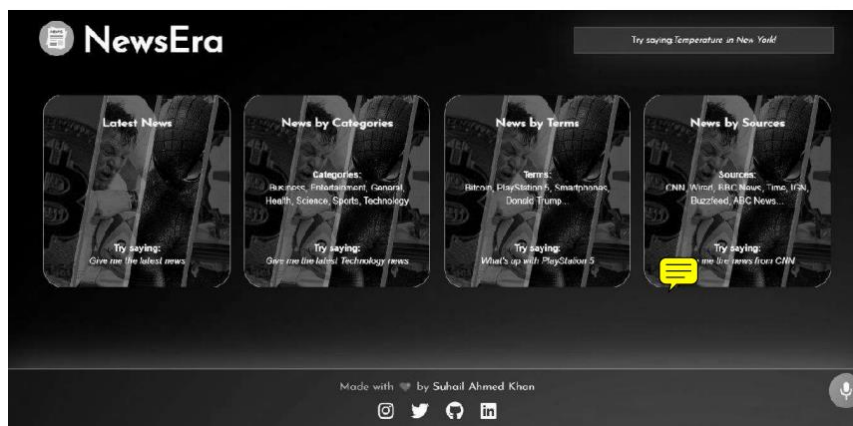 NewsEra
Try saying: Temperature in New York!
Latest News
Try saying:
Give me the latest news
News by Categories
Categories:
Business, Entertainment, General,
Health, Science, Sports, Technology
Try saying:
Give me the latest Technology news
News by Terms
Terms:
Bitcoin, PlayStation 5, Smartphones,
Donald Trump...
Try saying:
What's up with PlayStation 5
News by Sources
Sources:
CNN, Wired, BBC News, Time, IGN,
Buzzfeed, ABC News...
Try saying:
me the news from CNN
Made with by Suhail Ahmed Khan